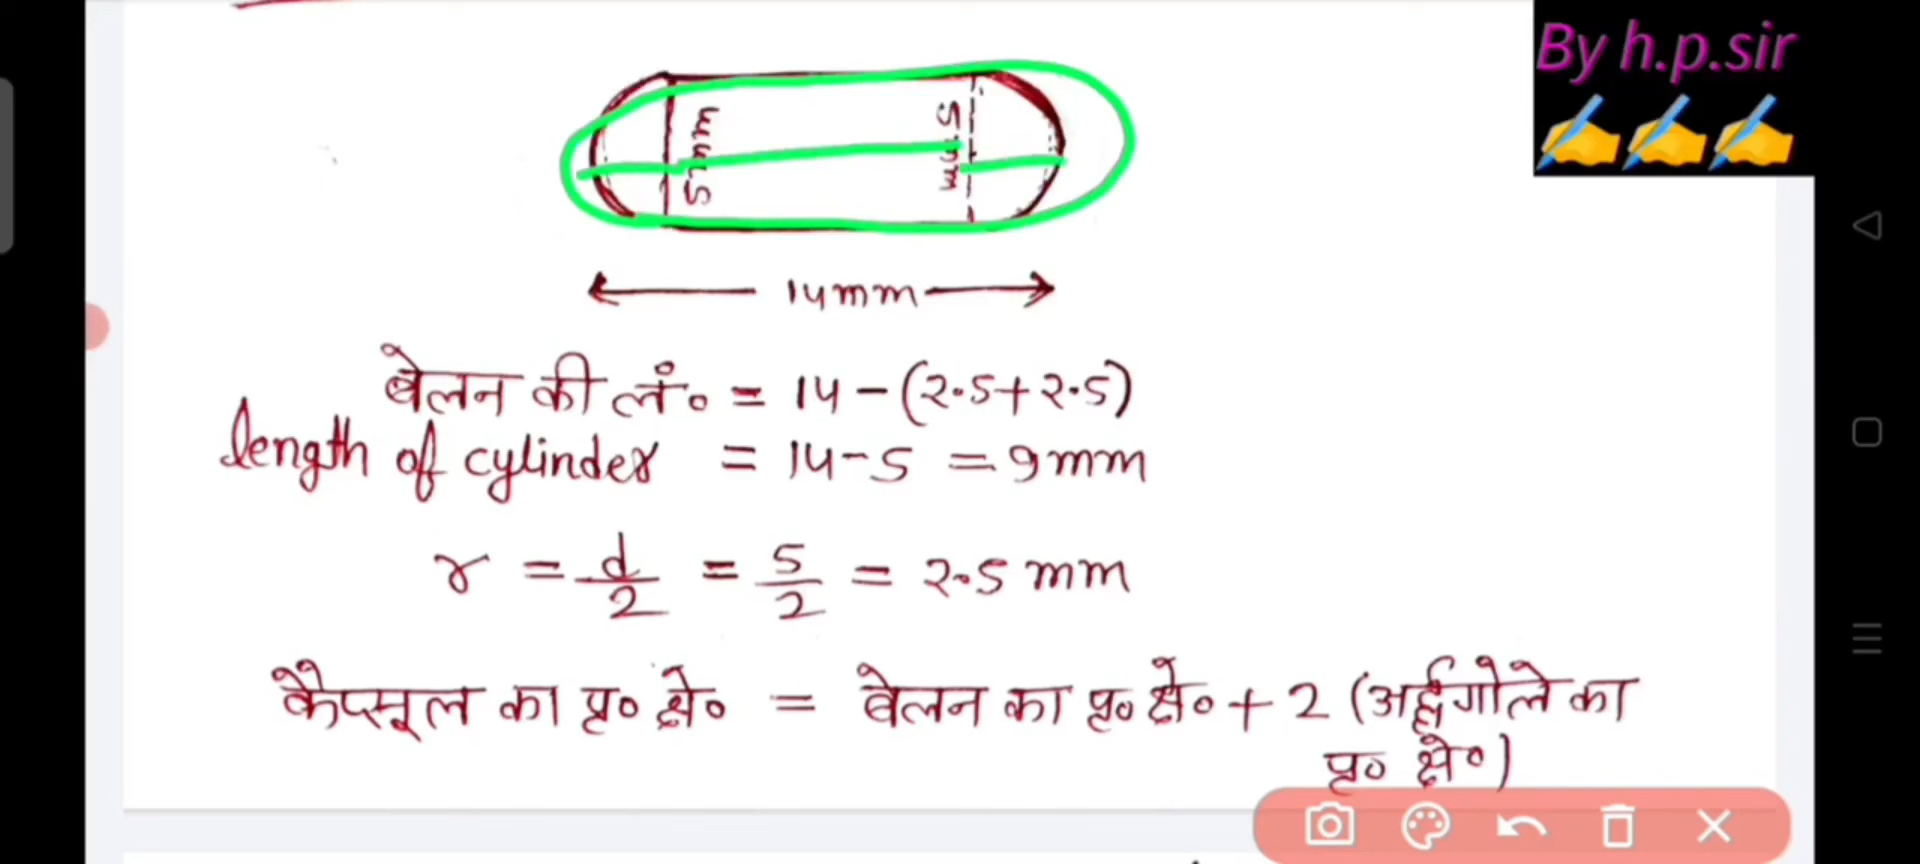 By h.p.sir
5mm
5mm
14mm
बेलन की लं० = 14-(2.5+2.5)
length of cylinder = 14-5 = 9mm
r = d/2 = 5/2 = 2.5 mm
कैप्सूल का पृ० क्षे० = बेलन का पृ० क्षे० + 2 (अर्द्धगोले का
पृ० क्षे०)